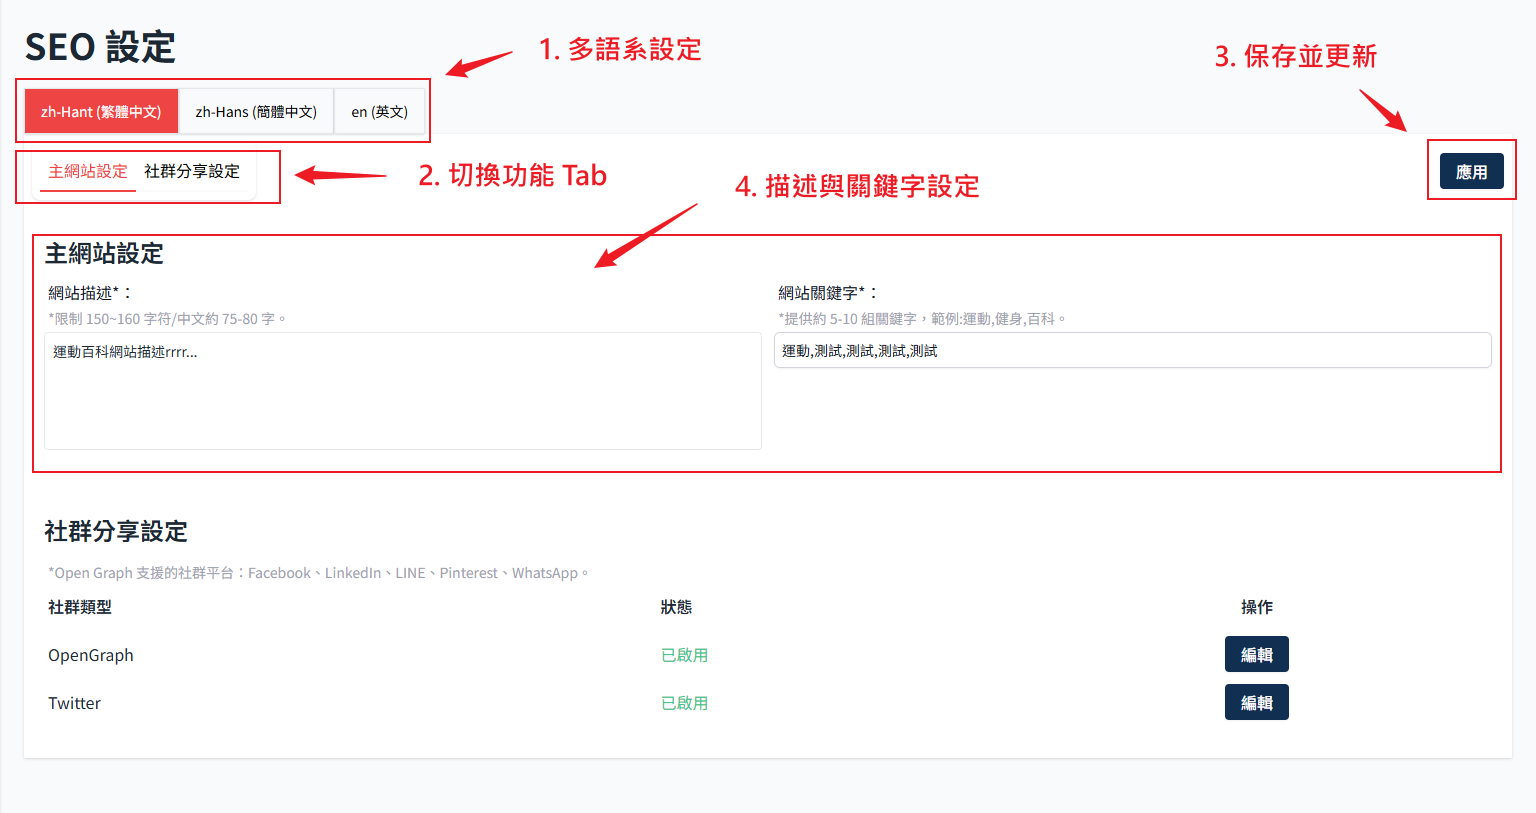 SEO 設定
1. 多語系設定
3. 保存並更新
zh-Hant (繁體中文)
zh-Hans (簡體中文)
en (英文)
主網站設定
社群分享設定
2. 切換功能 Tab
4. 描述與關鍵字設定
應用
主網站設定
網站描述*：
*限制 150~160 字符/中文約 75-80 字。
運動百科網站描述rrrr...
網站關鍵字*：
*提供約 5-10 組關鍵字，範例:運動,健身,百科。
運動,測試,測試,測試,測試
社群分享設定
*Open Graph 支援的社群平台：Facebook、LinkedIn、LINE、Pinterest、WhatsApp。
社群類型
狀態
操作
OpenGraph
已啟用
編輯
Twitter
已啟用
編輯